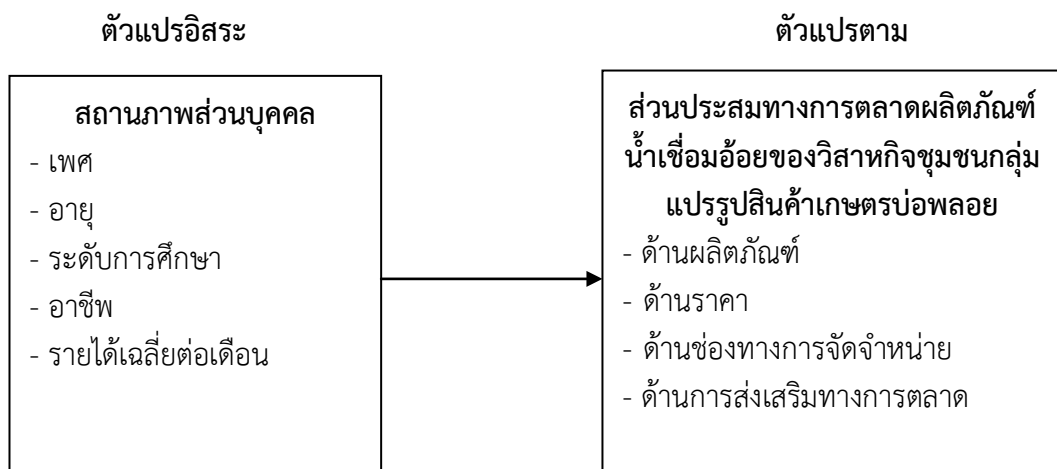 ตัวแปรอิสระ
ตัวแปรตาม
สถานภาพส่วนบุคคล
- เพศ
- อายุ
- ระดับการศึกษา
- อาชีพ
- รายได้เฉลี่ยต่อเดือน
ส่วนประสมทางการตลาดผลิตภัณฑ์
น้ำเชื่อมอ้อยของวิสาหกิจชุมชนกลุ่ม
แปรรูปสินค้าเกษตรบ่อพลอย
- ด้านผลิตภัณฑ์
- ด้านราคา
- ด้านช่องทางการจัดจำหน่าย
- ด้านการส่งเสริมทางการตลาด